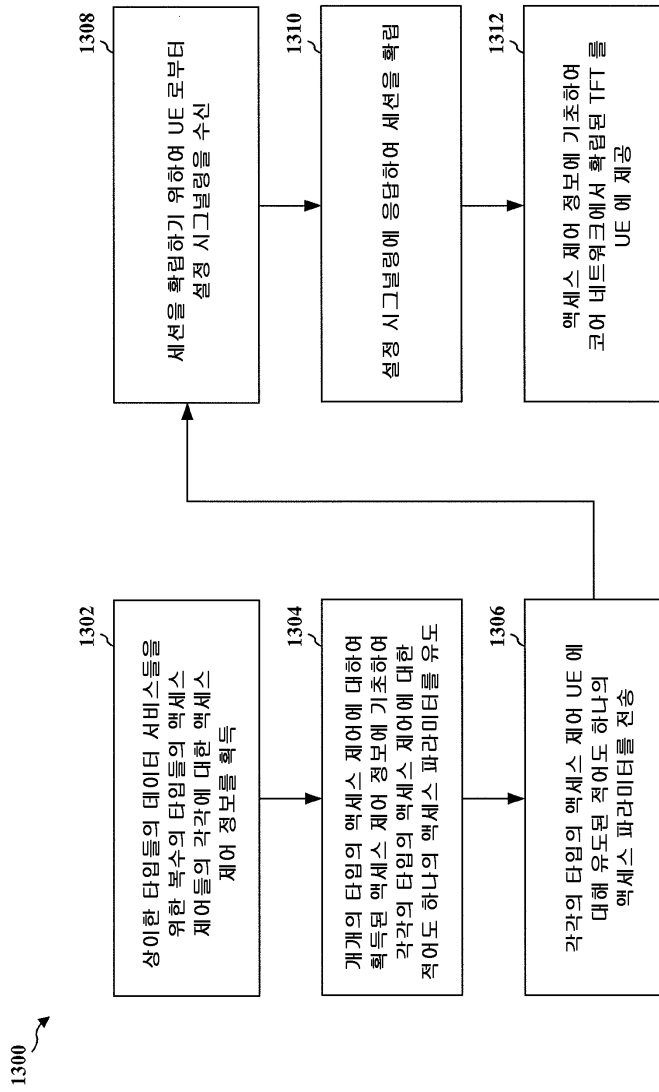 1300
1302
상이한 타입들의 데이터 서비스들을
위한 복수의 타입들의 액세스
제어들의 각각에 대한 액세스
제어 정보를 획득
1304
개개의 타입의 액세스 제어에 대하여
획득된 액세스 제어 정보에 기초하여
각각의 타입의 액세스 제어에 대한
적어도 하나의 액세스 파라미터를 유도
1306
각각의 타입의 액세스 제어 UE 에
대해 유도된 적어도 하나의
액세스 파라미터를 전송
1308
세션을 확립하기 위하여 UE 로부터
설정 시그널링을 수신
1310
설정 시그널링에 응답하여 세션을 확립
1312
액세스 제어 정보에 기초하여
코어 네트워크에서 확립된 TFT 를
UE 에 제공